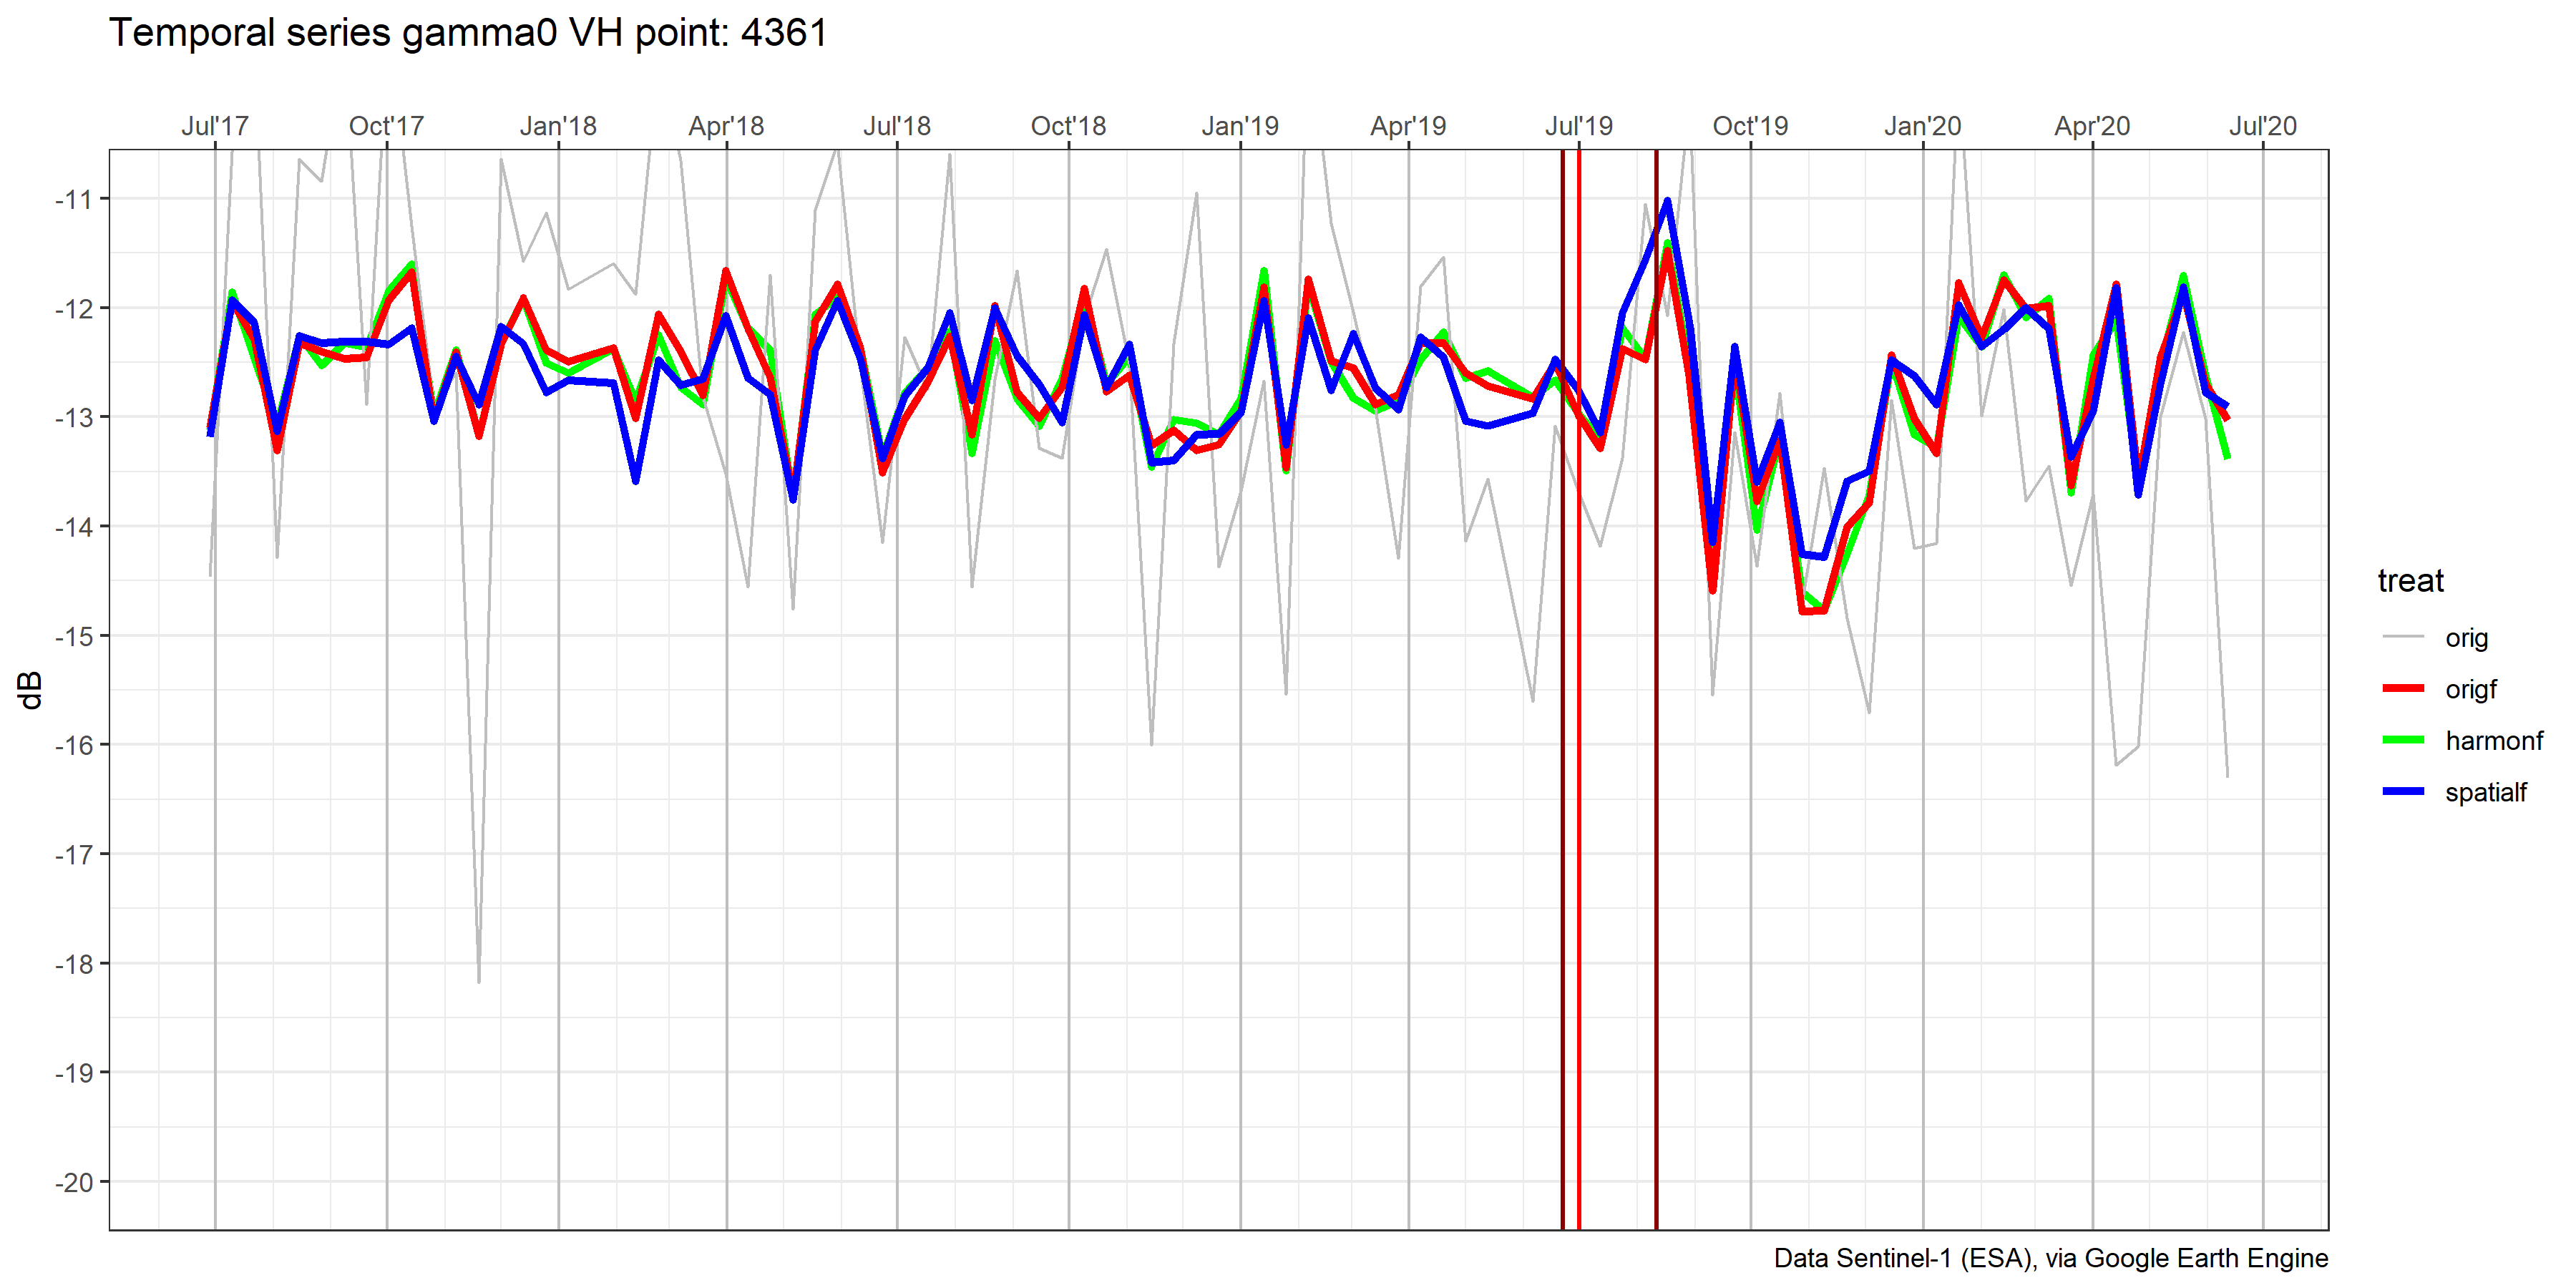 Temporal series gamma0 VH point: 4361
Jul'17 Oct'17 Jan'18 Apr'18 Jul'18 Oct'18 Jan'19 Apr'19 Jul'19 Oct'19 Jan'20 Apr'20 Jul'20
-11
-12
-13
-14
-15
-16
-17
-18
-19
-20
dB
treat
orig
origf
harmonf
spatialf
Data Sentinel-1 (ESA), via Google Earth Engine